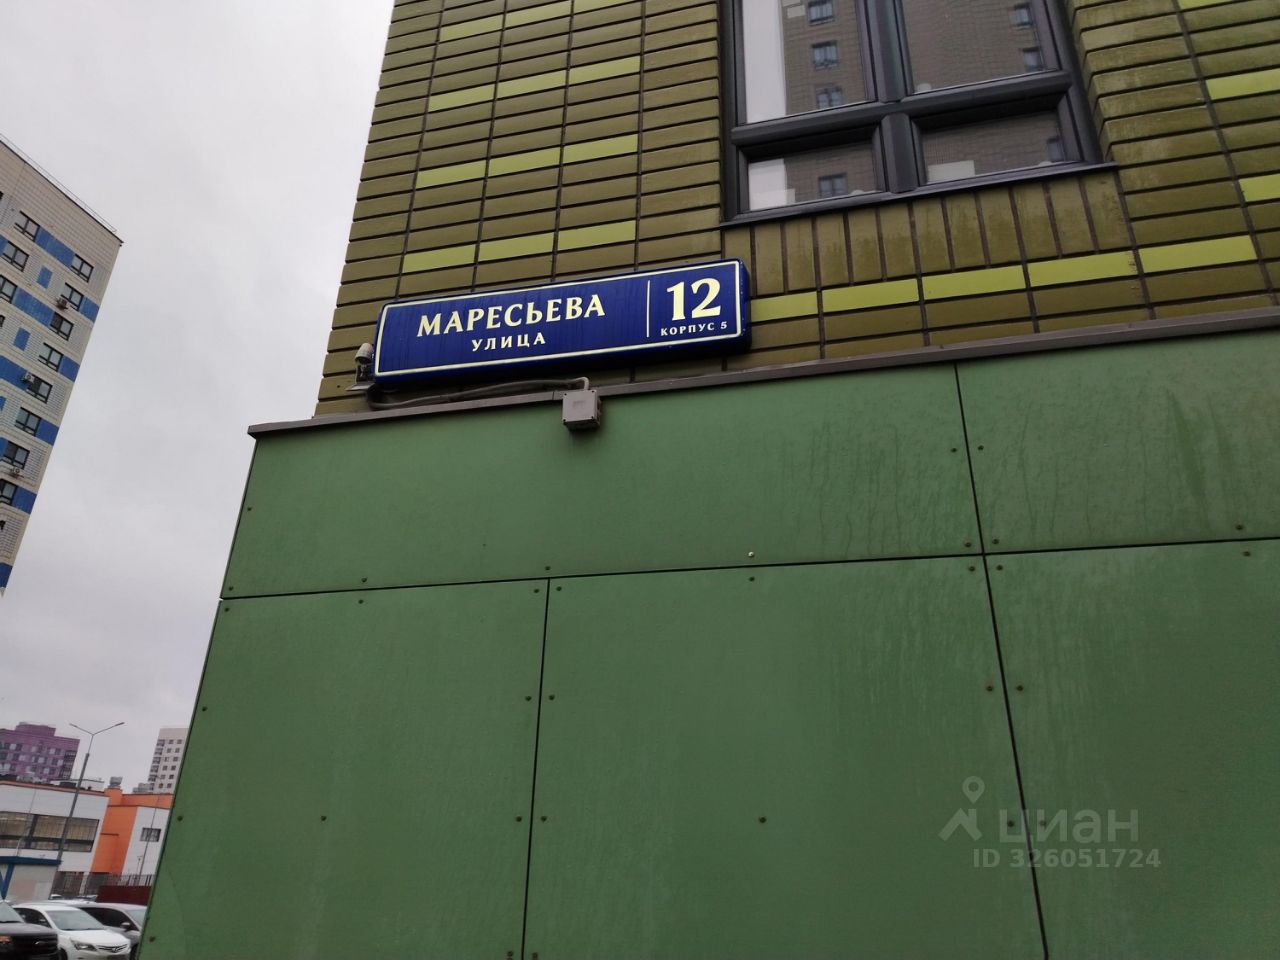 МАРЕСЬЕВА
УЛИЦА
12
КОРПУС 5
циан
ID 326051724